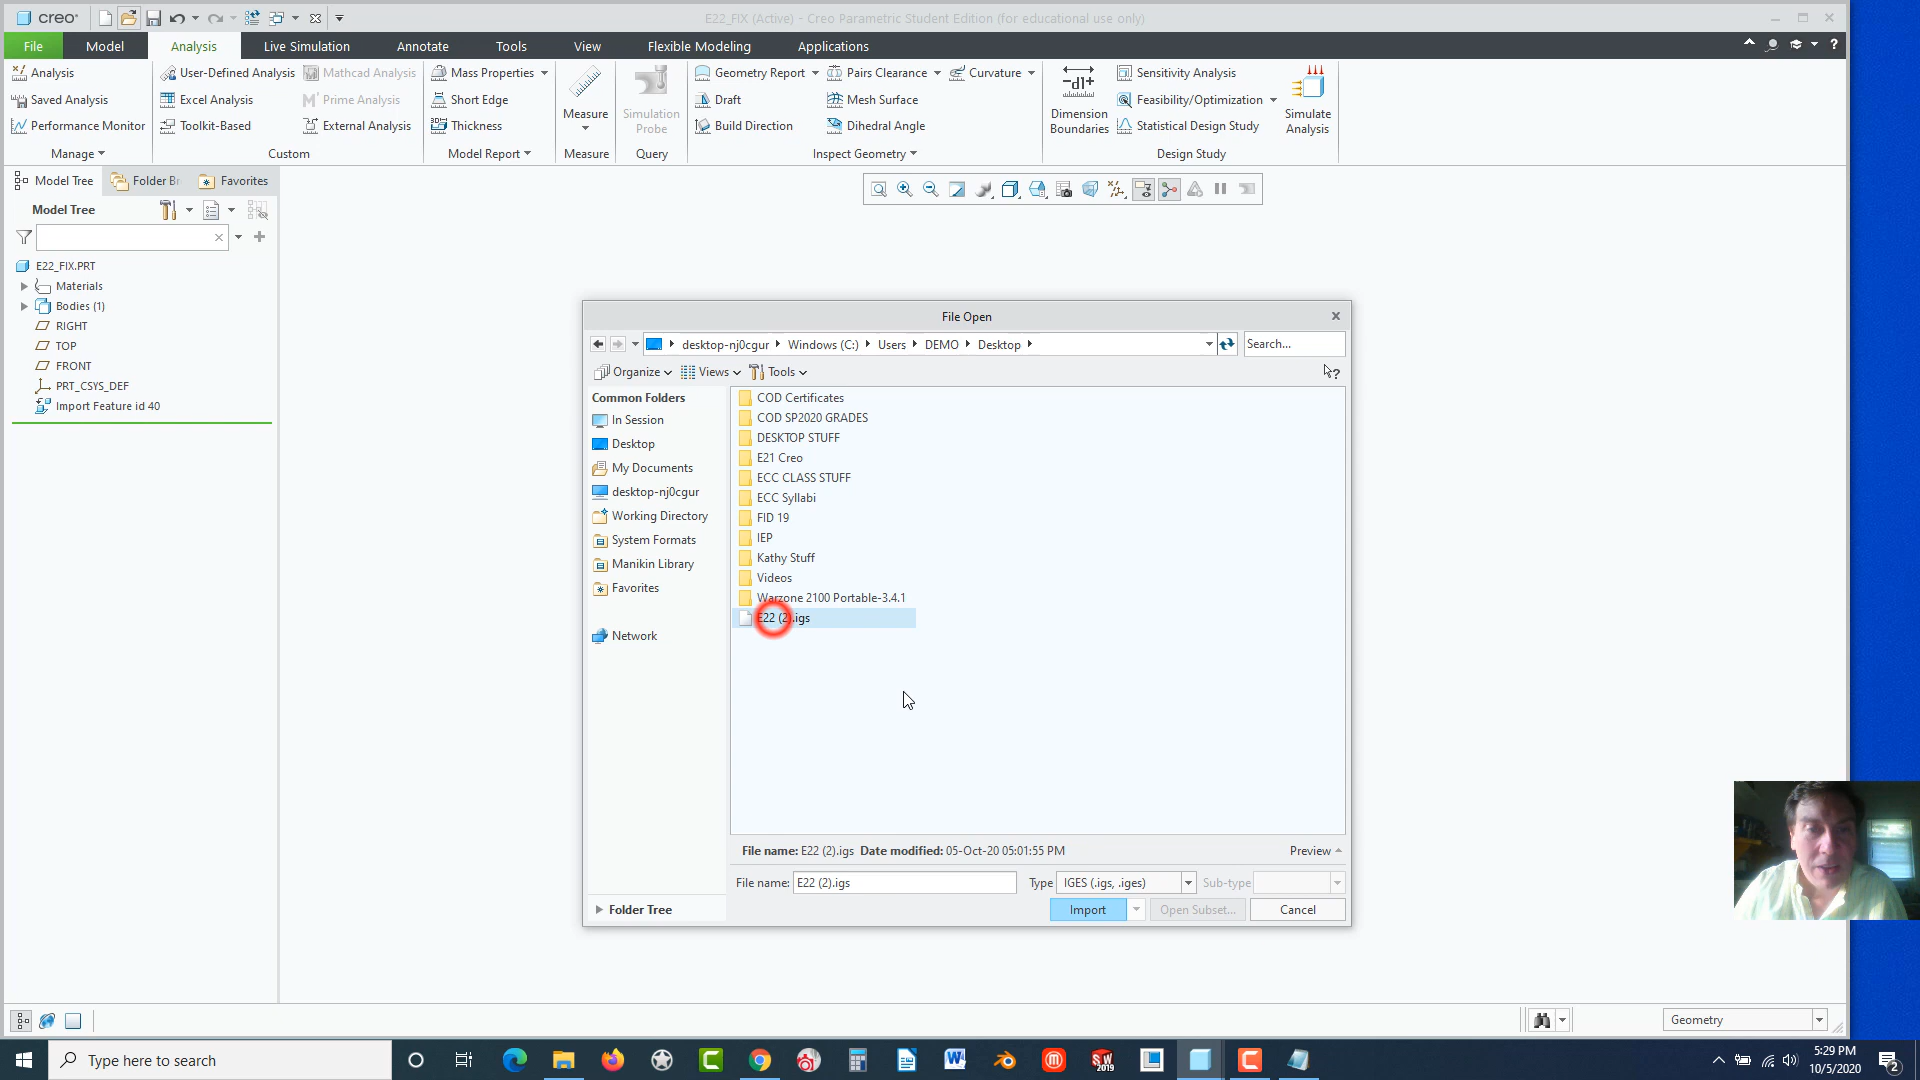 creo
E22_FIX (Active) - Creo Parametric Student Edition (for educational use only)
File Model Analysis Live Simulation Annotate Tools View Flexible Modeling Applications
Analysis
Saved Analysis
Performance Monitor
Manage
User-Defined Analysis
Excel Analysis
Toolkit-Based
Mathcad Analysis
Prime Analysis
External Analysis
Custom
Mass Properties
Short Edge
Thickness
Model Report
Measure
Measure
Simulation
Probe
Query
Geometry Report
Draft
Build Direction
Pairs Clearance
Mesh Surface
Dihedral Angle
Curvature
Inspect Geometry
Dimension
Boundaries
Sensitivity Analysis
Feasibility/Optimization
Statistical Design Study
Simulate
Analysis
Design Study
Model Tree Folder Br Favorites
Model Tree
E22_FIX.PRT
Materials
Bodies (1)
RIGHT
TOP
FRONT
PRT_CSYS_DEF
Import Feature id 40
File Open
desktop-nj0cgur Windows (C:) Users DEMO Desktop
Search...
Organize Views Tools
Common Folders
In Session
Desktop
My Documents
desktop-nj0cgur
Working Directory
System Formats
Manikin Library
Favorites
Network
Folder Tree
COD Certificates
COD SP2020 GRADES
DESKTOP STUFF
E21 Creo
ECC CLASS STUFF
ECC Syllabi
FID 19
IEP
Kathy Stuff
Videos
Warzone 2100 Portable-3.4.1
E22 (2).igs
File name: E22 (2).igs Date modified: 05-Oct-20 05:01:55 PM
Preview
File name: E22 (2).igs
Type IGES (.igs, .iges)
Sub-type
Import Open Subset... Cancel
Geometry
Type here to search
5:29 PM
10/5/2020
2